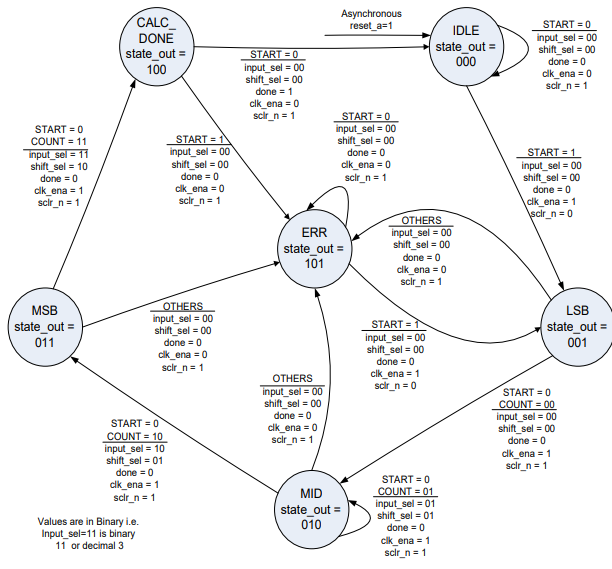 CALC_
DONE
state_out =
100
Asynchronous
reset_a=1
IDLE
state_out =
000
START = 0
input_sel = 00
shift_sel = 00
done = 0
clk_ena = 0
sclr_n = 1
START = 0
input_sel = 00
shift_sel = 00
done = 1
clk_ena = 0
sclr_n = 1
START = 0
COUNT = 11
input_sel = 11
shift_sel = 10
done = 0
clk_ena = 1
sclr_n = 1
START = 1
input_sel = 00
shift_sel = 00
done = 0
clk_ena = 0
sclr_n = 1
START = 0
input_sel = 00
shift_sel = 00
done = 0
clk_ena = 0
sclr_n = 1
START = 1
input_sel = 00
shift_sel = 00
done = 0
clk_ena = 1
sclr_n = 0
ERR
state_out =
101
OTHERS
input_sel = 00
shift_sel = 00
done = 0
clk_ena = 0
sclr_n = 1
MSB
state_out =
011
OTHERS
input_sel = 00
shift_sel = 00
done = 0
clk_ena = 0
sclr_n = 1
START = 1
input_sel = 00
shift_sel = 00
done = 0
clk_ena = 1
sclr_n = 0
LSB
state_out =
001
OTHERS
input_sel = 00
shift_sel = 00
done = 0
clk_ena = 0
sclr_n = 1
START = 0
COUNT = 00
input_sel = 00
shift_sel = 00
done = 0
clk_ena = 1
sclr_n = 1
START = 0
COUNT = 10
input_sel = 10
shift_sel = 01
done = 0
clk_ena = 1
sclr_n = 1
MID
state_out =
010
START = 0
COUNT = 01
input_sel = 01
shift_sel = 01
done = 0
clk_ena = 1
sclr_n = 1
Values are in Binary i.e.
Input_sel=11 is binary
11 or decimal 3